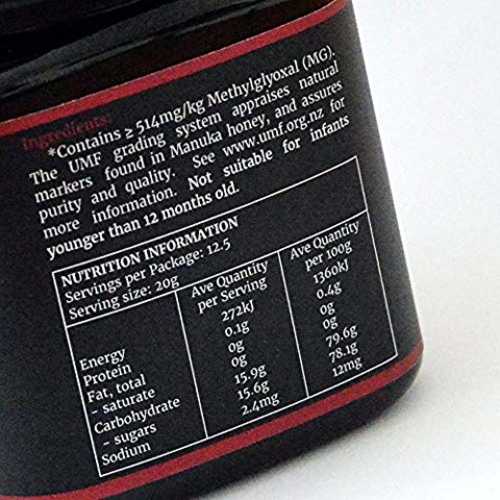 Ingredients:
*Contains ≥ 514mg/kg Methylglyoxal (MG).
The UMF grading system appraises natural
markers found in Manuka honey, and assures
purity and quality. See www.umf.org.nz for
more information. Not suitable for infants
younger than 12 months old.
NUTRITION INFORMATION
Servings per Package: 12.5
Serving size: 20g
Ave Quantity per Serving
Ave Quantity per 100g
Energy 272kJ 1360kJ
Protein 0.1g 0.4g
Fat, total 0g 0g
- saturate 0g 0g
Carbohydrate 15.9g 79.6g
- sugars 15.6g 78.1g
Sodium 2.4mg 12mg